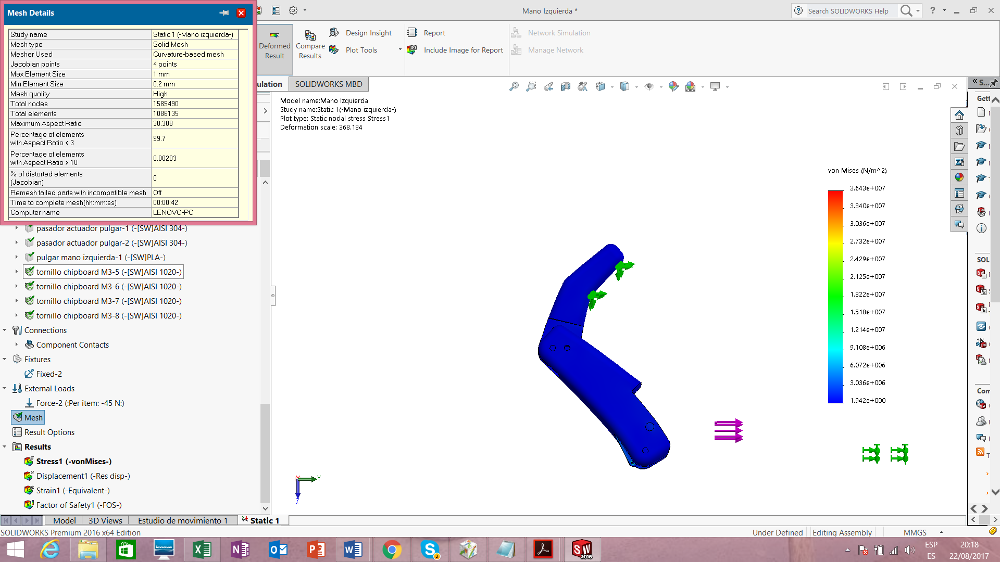 Mesh Details
Study name Static 1 (-Mano izquierda-)
Mesh type Solid Mesh
Mesher Used Curvature-based mesh
Jacobian points 4 points
Max Element Size 1 mm
Min Element Size 0.2 mm
Mesh quality High
Total nodes 1585490
Total elements 1086135
Maximum Aspect Ratio 30.308
Percentage of elements
with Aspect Ratio < 3 99.7
Percentage of elements
with Aspect Ratio > 10 0.00203
% of distorted elements
(Jacobian) 0
Remesh failed parts with incompatible mesh Off
Time to complete mesh(hh:mm:ss) 00:00:42
Computer name LENOVO-PC
Mano Izquierda *
Search SOLIDWORKS Help
Deformed
Result
Compare
Results
Design Insight
Plot Tools
Report
Include Image for Report
Network Simulation
Manage Network
ulation
SOLIDWORKS MBD
Model name:Mano Izquierda
Study name:Static 1(-Mano izquierda-)
Plot type: Static nodal stress Stress1
Deformation scale: 368.184
von Mises (N/m^2)
3.643e+007
3.340e+007
3.036e+007
2.732e+007
2.429e+007
2.125e+007
1.822e+007
1.518e+007
1.214e+007
9.108e+006
6.072e+006
3.036e+006
1.942e+000
pasador actuador pulgar-1 (-[SW]AISI 304-)
pasador actuador pulgar-2 (-[SW]AISI 304-)
pulgar mano izquierda-1 (-[SW]PLA-)
tornillo chipboard M3-5 (-[SW]AISI 1020-)
tornillo chipboard M3-6 (-[SW]AISI 1020-)
tornillo chipboard M3-7 (-[SW]AISI 1020-)
tornillo chipboard M3-8 (-[SW]AISI 1020-)
Connections
Component Contacts
Fixtures
Fixed-2
External Loads
Force-2 (:Per item: -45 N:)
Mesh
Result Options
Results
Stress1 (-vonMises-)
Displacement1 (-Res disp-)
Strain1 (-Equivalent-)
Factor of Safety1 (-FOS-)
Y
Z
S...
Gett
SOL
Com
Model
3D Views
Estudio de movimiento 1
Static 1
SOLIDWORKS Premium 2016 x64 Edition
Under Defined
Editing Assembly
MMGS
ESP
ES
20:18
22/08/2017